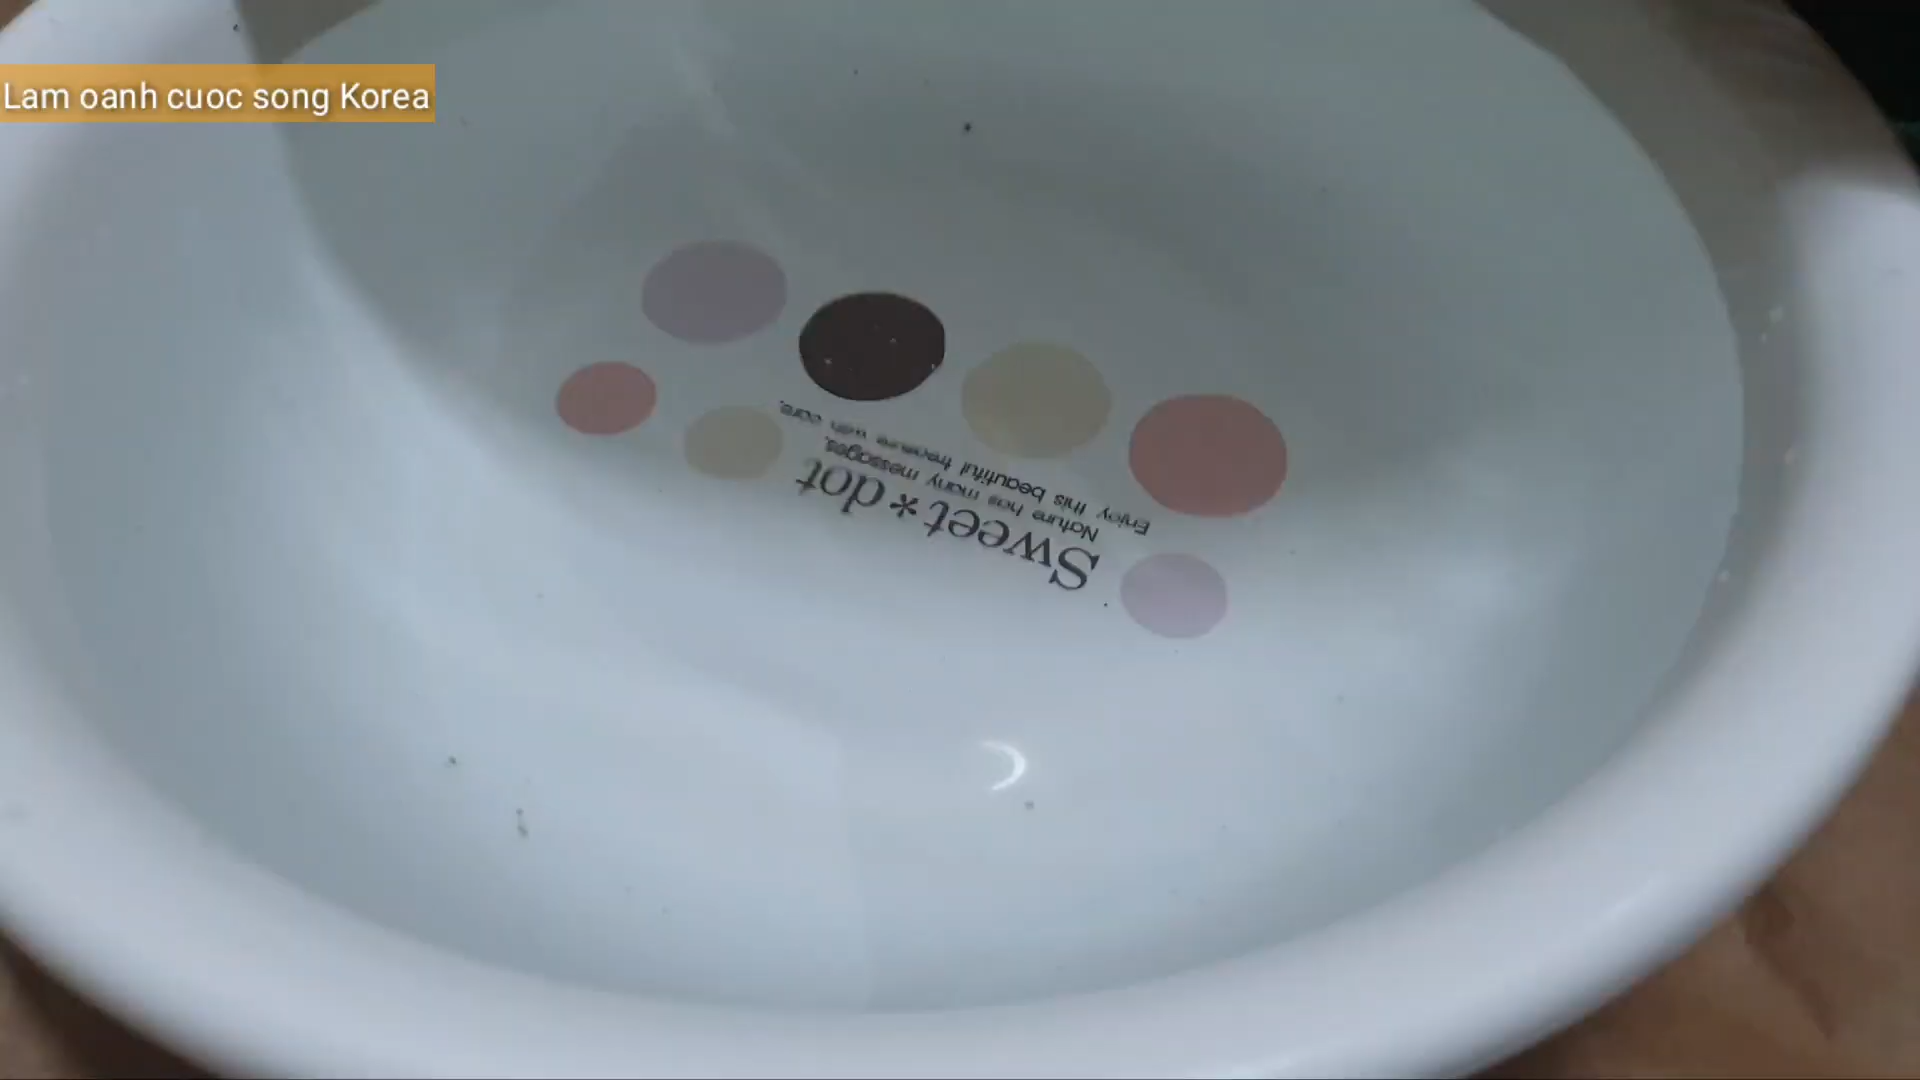 Lam oanh cuoc song Korea
Sweet*dot
Nature has many messages.
Enjoy this beautiful treasure with care.